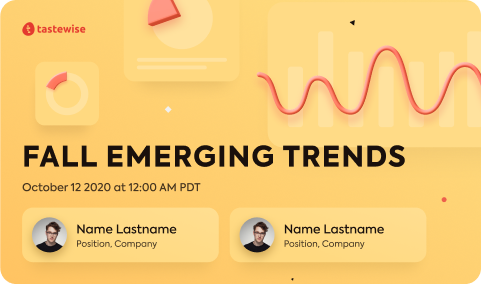 tastewise
FALL EMERGING TRENDS
October 12 2020 at 12:00 AM PDT
Name Lastname
Position, Company
Name Lastname
Position, Company